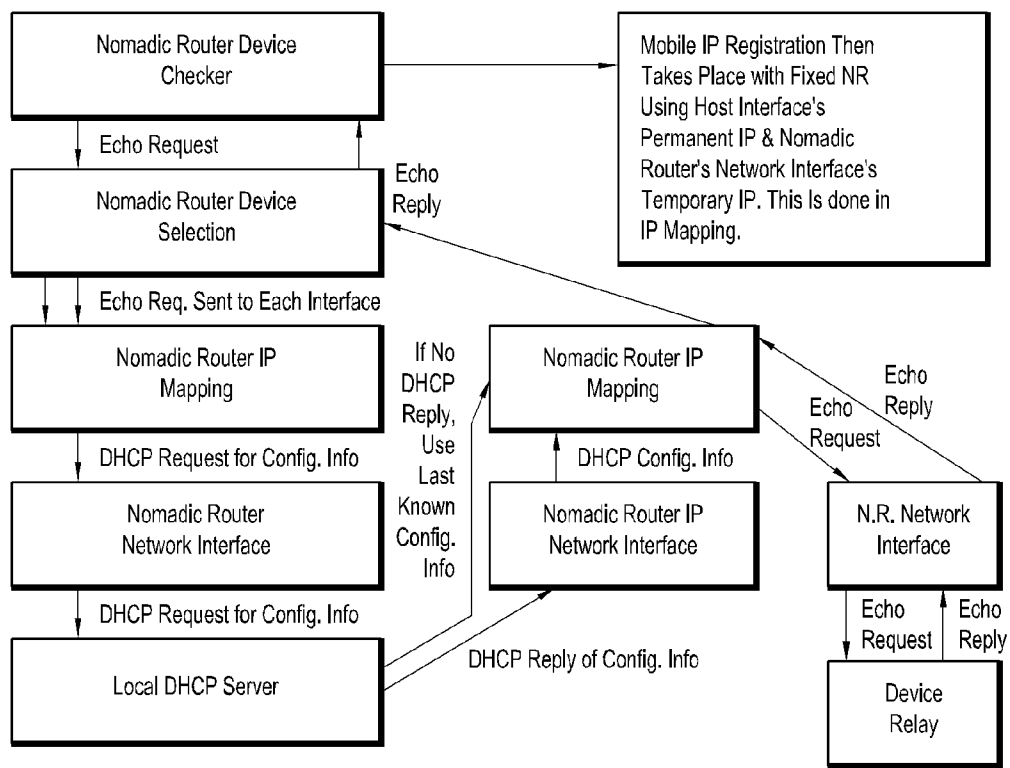 Nomadic Router Device
Checker
Mobile IP Registration Then
Takes Place with Fixed NR
Using Host Interface's
Permanent IP & Nomadic
Router's Network Interface's
Temporary IP. This Is done in
IP Mapping.
Echo Request
Echo
Reply
Nomadic Router Device
Selection
Echo Req. Sent to Each Interface
Nomadic Router IP
Mapping
If No
DHCP
Reply,
Use
Last
Known
Config.
Info
Nomadic Router IP
Mapping
Echo
Reply
Echo
Request
DHCP Request for Config. Info
DHCP Config. Info
Nomadic Router
Network Interface
Nomadic Router IP
Network Interface
N.R. Network
Interface
DHCP Request for Config. Info
Echo
Request
Echo
Reply
DHCP Reply of Config. Info
Local DHCP Server
Device
Relay